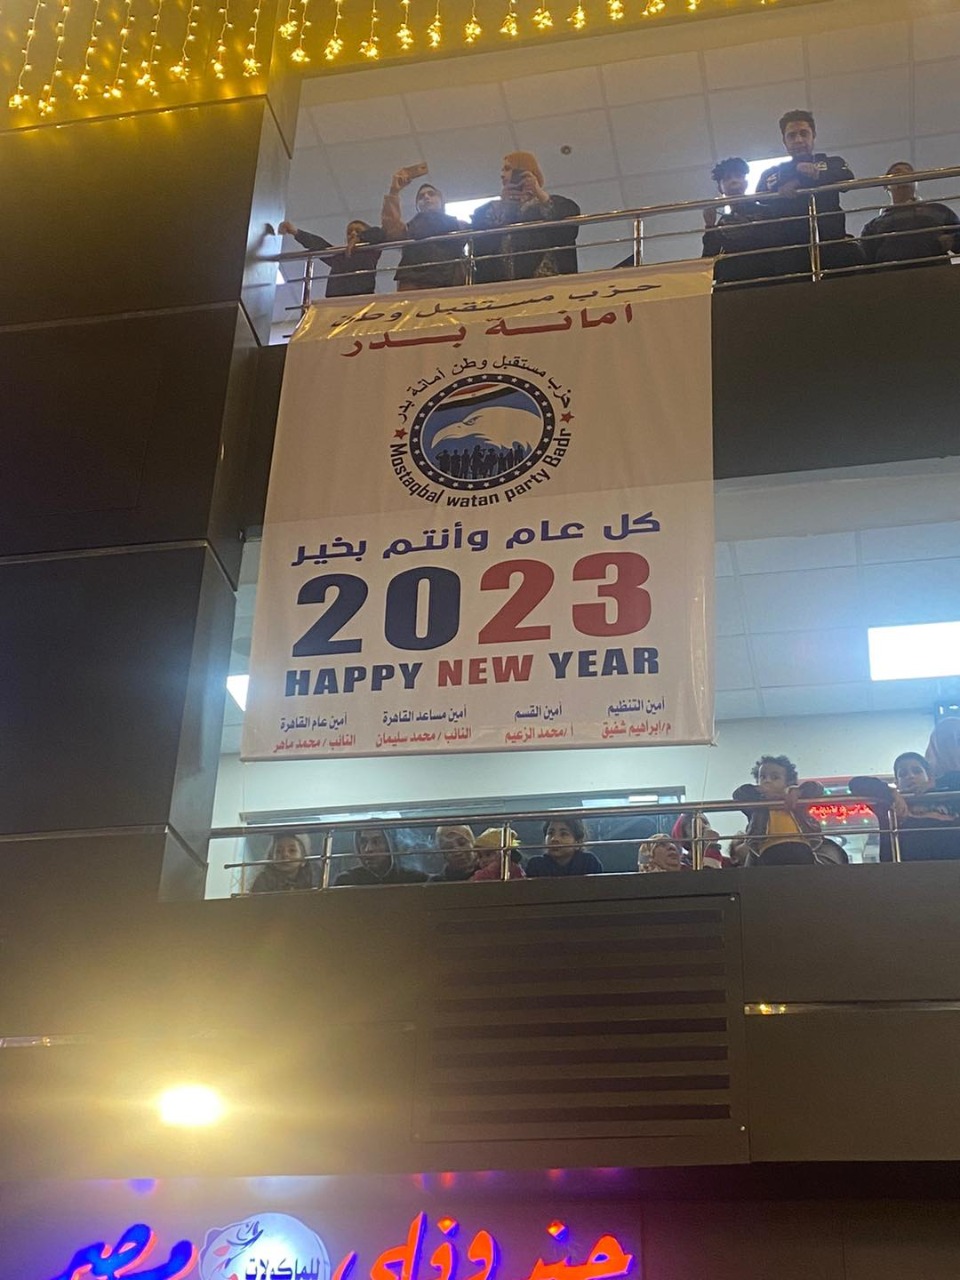 حزب مستقبل وطن
أمانة بدر
حزب مستقبل وطن أمانة بدر
Mostaqbal watan party Badr
كل عام وأنتم بخير
2023
HAPPY NEW YEAR
أمين التنظيم
م/ابراهيم شفيق
أمين القسم
أ/محمد الزعيم
أمين مساعد القاهرة
النائب / محمد سليمان
أمين عام القاهرة
النائب / محمد ماهر
للماكولات
مصر